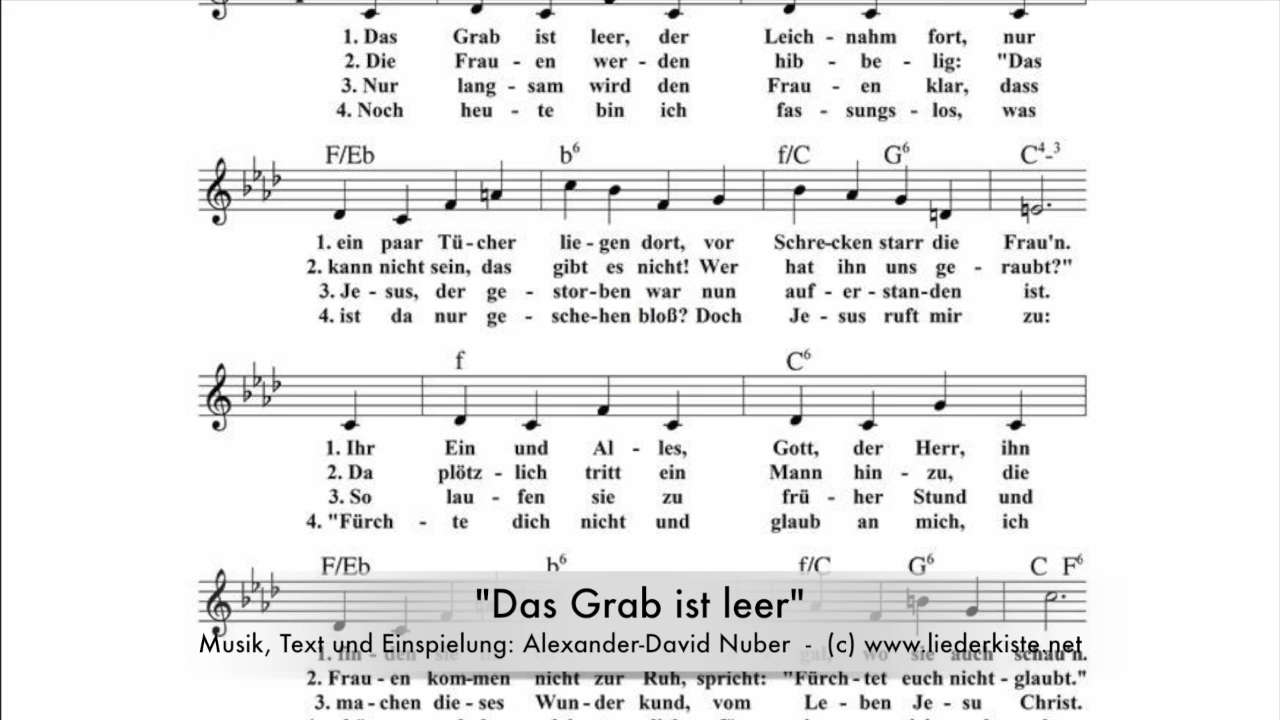 1. Das Grab ist leer, der Leich - nahm fort, nur
2. Die Frau - en wer - den hib - be - lig: "Das
3. Nur lang - sam wird den Frau - en klar, dass
4. Noch heu - te bin ich fas - sungs - los, was
F/Eb b6 f/C G6 C4-3
1. ein paar Tü - cher lie - gen dort, vor Schre-cken starr die Frau'n.
2. kann nicht sein, das gibt es nicht! Wer hat ihn uns ge - raubt?"
3. Je - sus, der ge - stor-ben war nun auf - er - stan-den ist.
4. ist da nur ge - sche-hen bloß? Doch Je - sus ruft mir zu:
f C6
1. Ihr Ein und Al - les, Gott, der Herr, ihn
2. Da plötz - lich tritt ein Mann hin - zu, die
3. So lau - fen sie zu frü - her Stund und
4. "Fürch - te dich nicht und glaub an mich, ich
F/Eb b6 f/C G6 C F6
"Das Grab ist leer"
Musik, Text und Einspielung: Alexander-David Nuber - (c) www.liederkiste.net
2. Frau - en kom-men nicht zur Ruh, spricht: "Fürch - tet euch nicht - glaubt."
3. ma - chen die - ses Wun - der kund, vom Le - ben Je - su Christ.